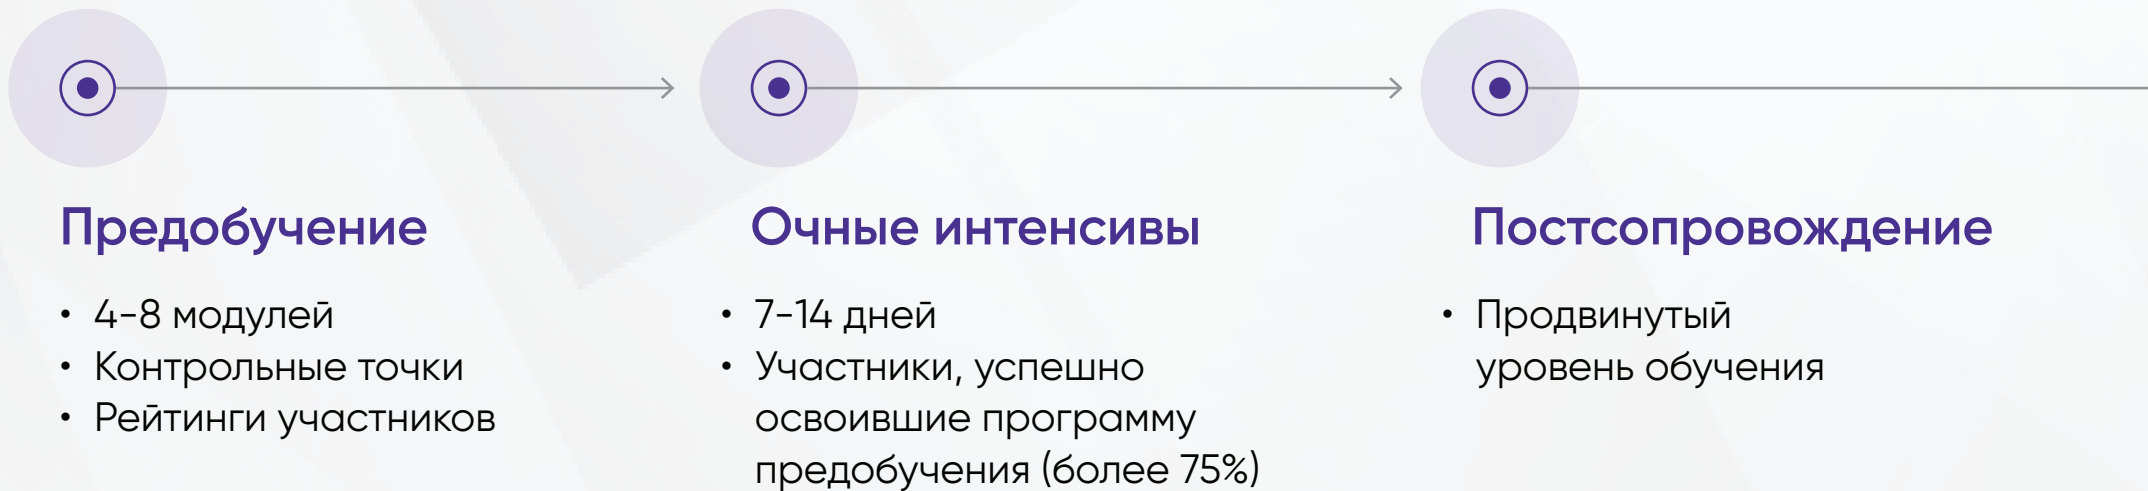 Предобучение
• 4-8 модулей
• Контрольные точки
• Рейтинги участников
Очные интенсивы
• 7-14 дней
• Участники, успешно
освоившие программу
предобучения (более 75%)
Постсопровождение
• Продвинутый
уровень обучения